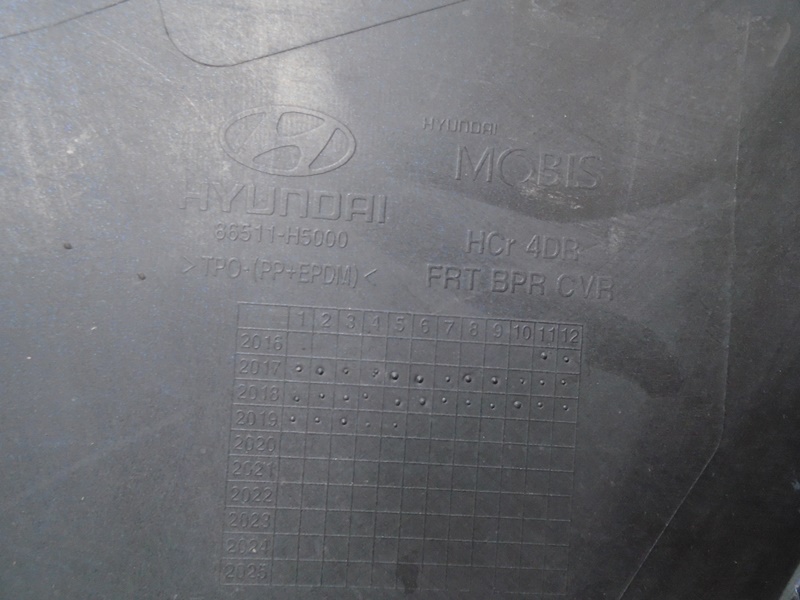 HYUNDAI
MOBIS
HYUNDAI
86511-H5000
HCr 4DR
>TPO-(PP+EPDM)<
FRT BPR CVR
1 2 3 4 5 6 7 8 9 10 11 12
2016
2017
2018
2019
2020
2021
2022
2023
2024
2025